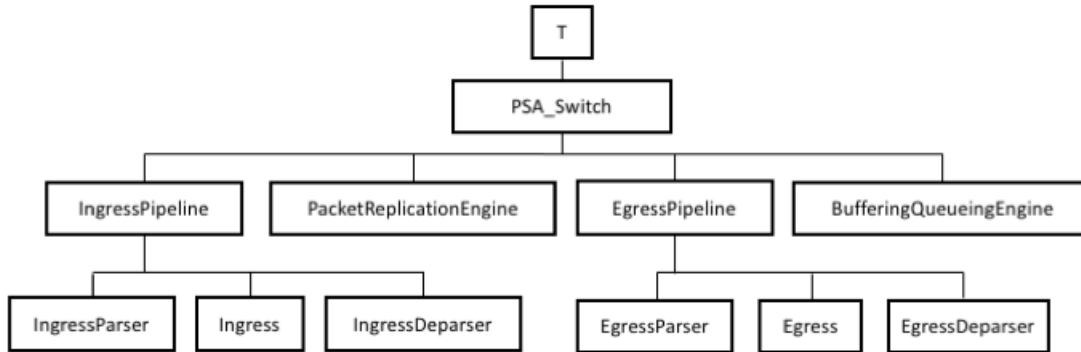 T
PSA_Switch
IngressPipeline
PacketReplicationEngine
EgressPipeline
BufferingQueueingEngine
IngressParser
Ingress
IngressDeparser
EgressParser
Egress
EgressDeparser